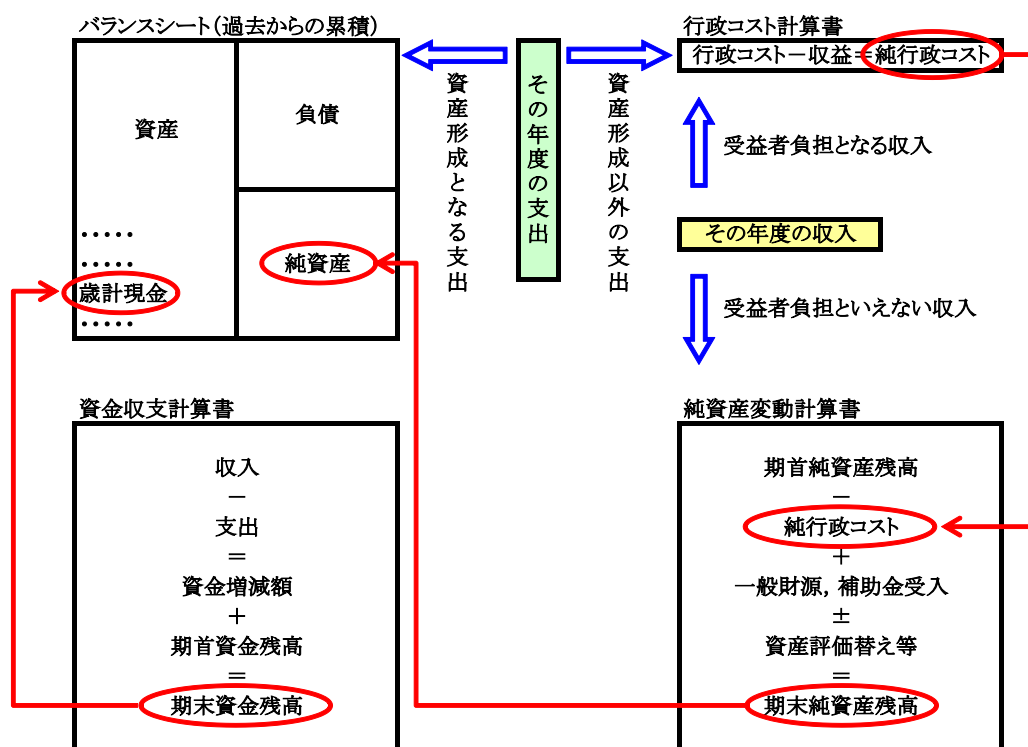 バランスシート（過去からの累積）
資産
負債
・・・・・
・・・・・
歳計現金
・・・・・
純資産
資産形成となる支出
その年度の支出
資産形成以外の支出
行政コスト計算書
行政コスト－収益＝純行政コスト
受益者負担となる収入
その年度の収入
受益者負担といえない収入
資金収支計算書
収入
－
支出
＝
資金増減額
＋
期首資金残高
＝
期末資金残高
純資産変動計算書
期首純資産残高
－
純行政コスト
＋
一般財源，補助金受入
±
資産評価替え等
＝
期末純資産残高